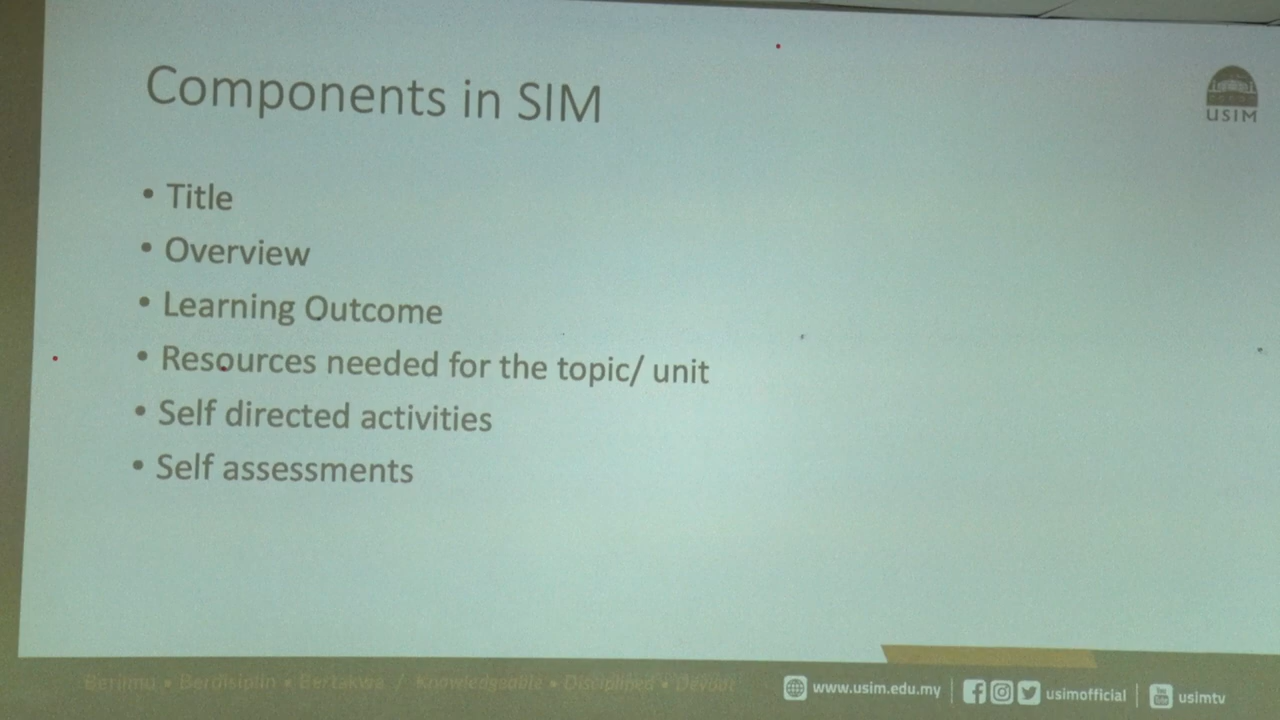 Components in SIM
USIM
• Title
• Overview
• Learning Outcome
• Resources needed for the topic/ unit
• Self directed activities
• Self assessments
Berilmu • Berdisiplin • Bertakwa / Knowledgeable • Disciplined • Devout
www.usim.edu.my
usimofficial
usimtv